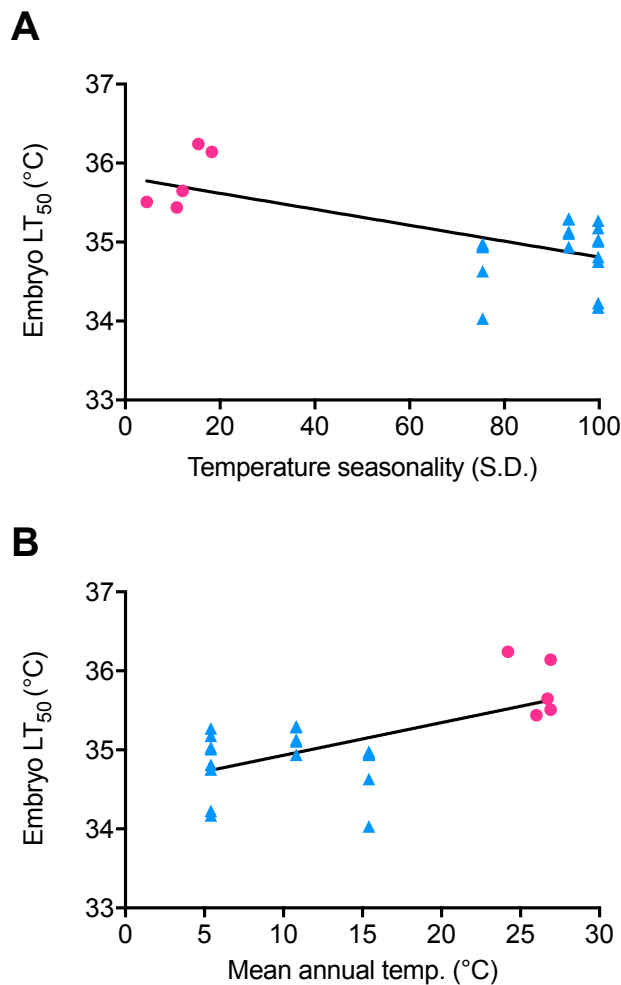 A
37
36
35
34
33
Embryo LT50 (°C)
0 20 40 60 80 100
Temperature seasonality (S.D.)
B
37
36
35
34
33
Embryo LT50 (°C)
0 5 10 15 20 25 30
Mean annual temp. (°C)